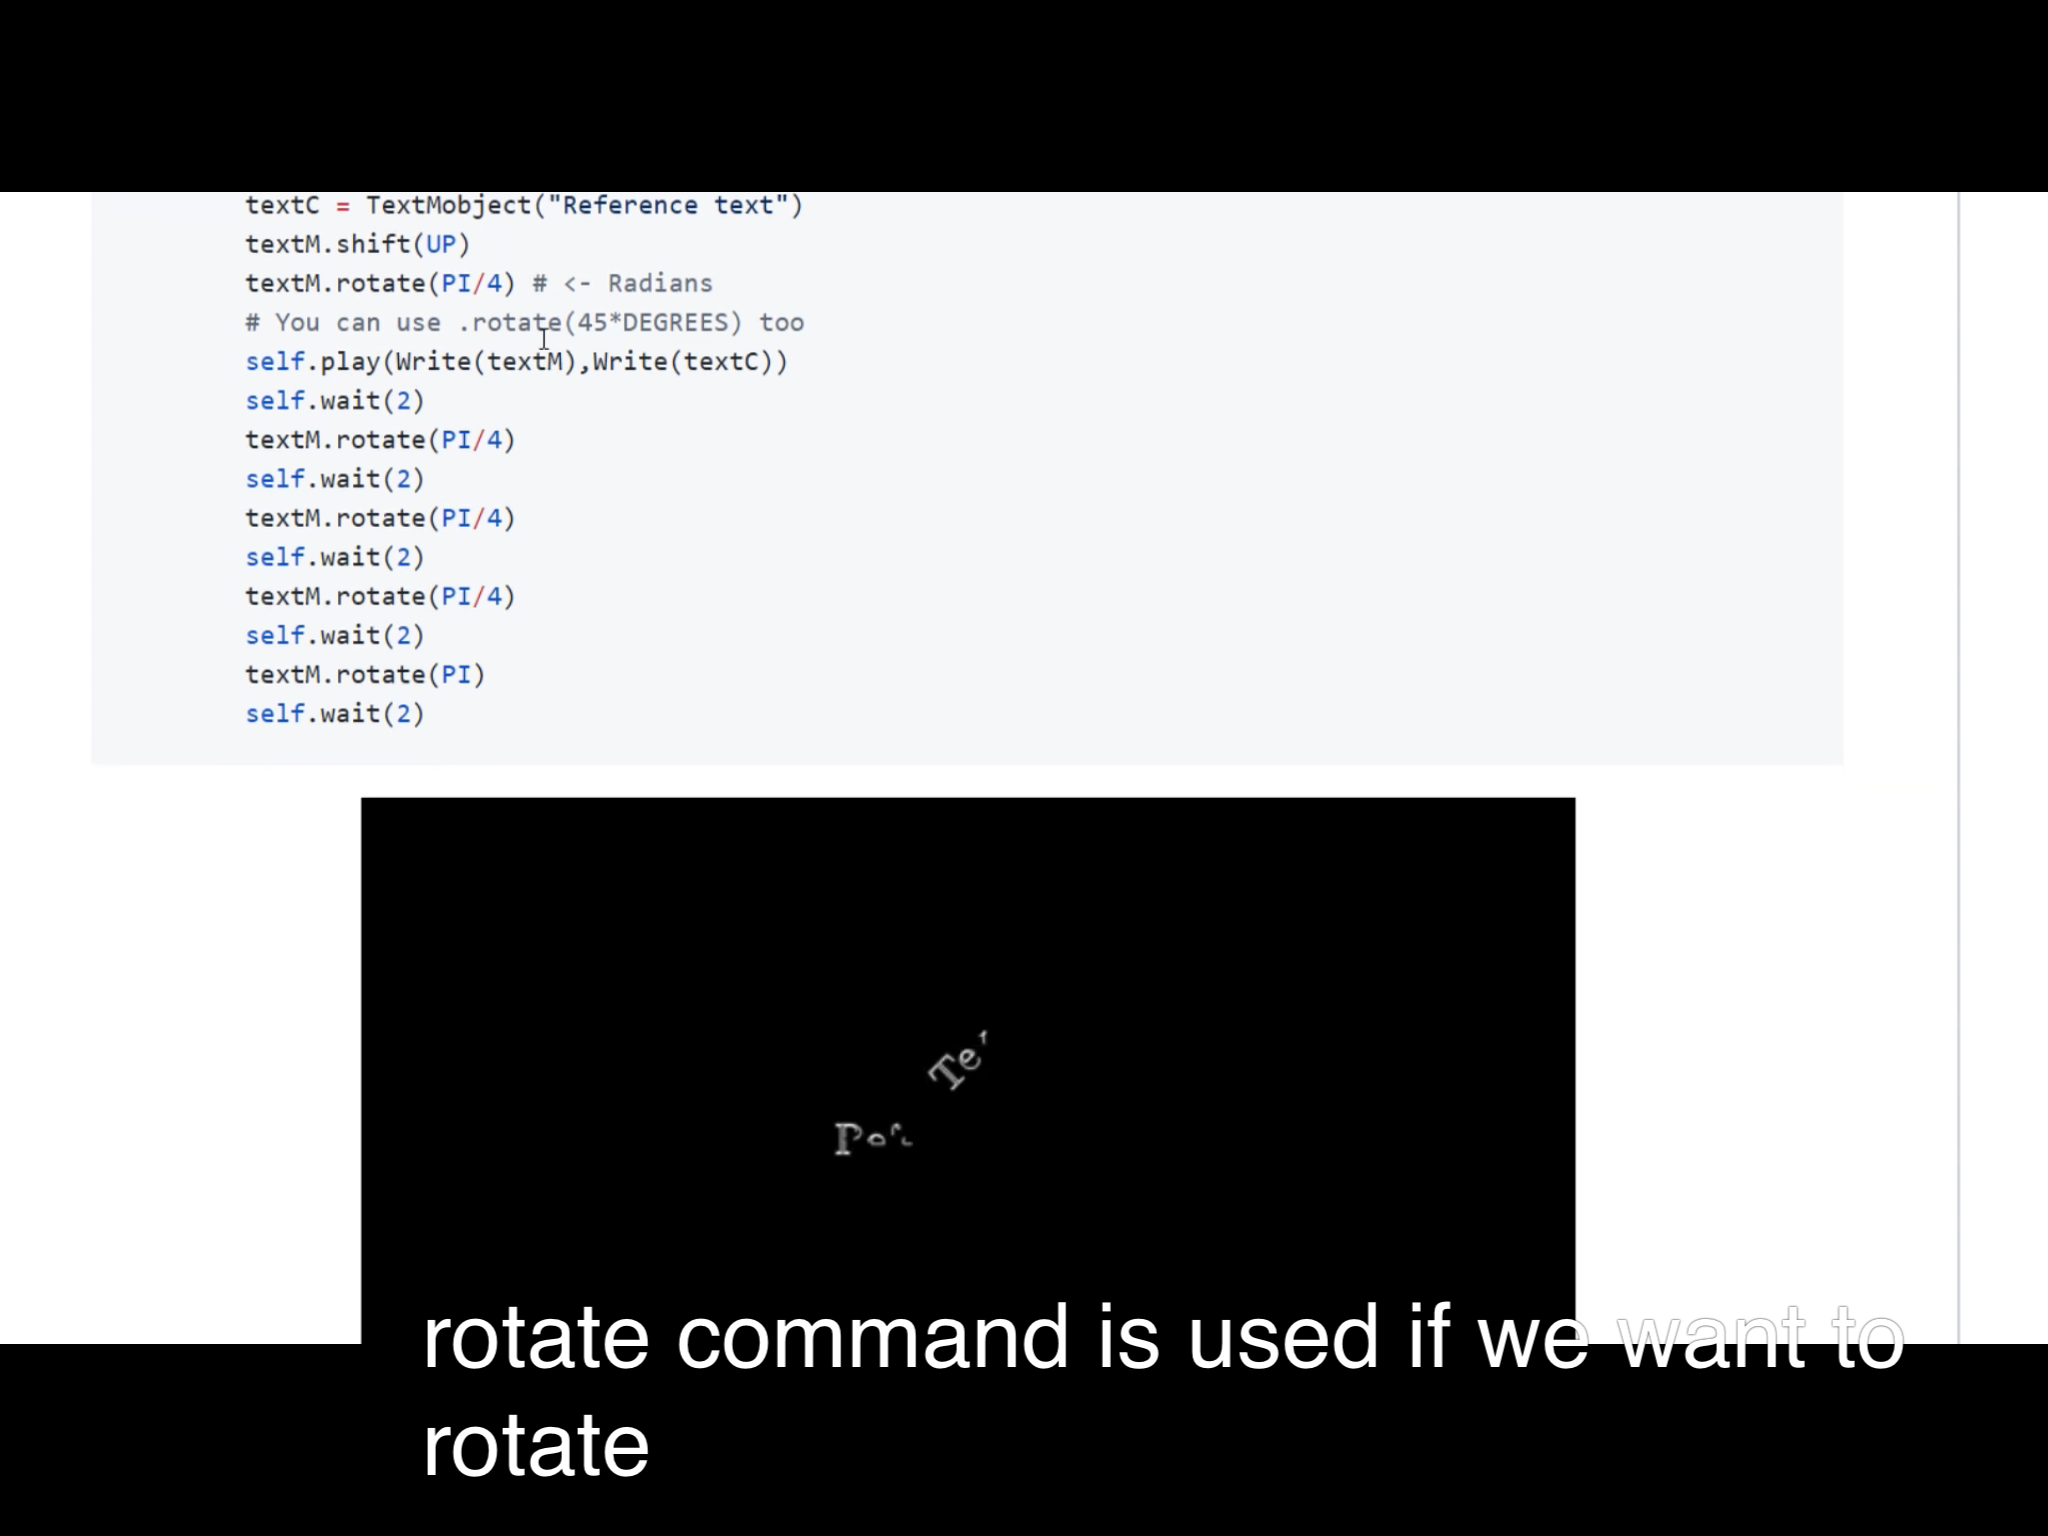 textC = TextMobject("Reference text")
textM.shift(UP)
textM.rotate(PI/4) # <- Radians
# You can use .rotate(45*DEGREES) too
self.play(Write(textM),Write(textC))
self.wait(2)
textM.rotate(PI/4)
self.wait(2)
textM.rotate(PI/4)
self.wait(2)
textM.rotate(PI/4)
self.wait(2)
textM.rotate(PI)
self.wait(2)
Te
rotate command is used if we want to
rotate